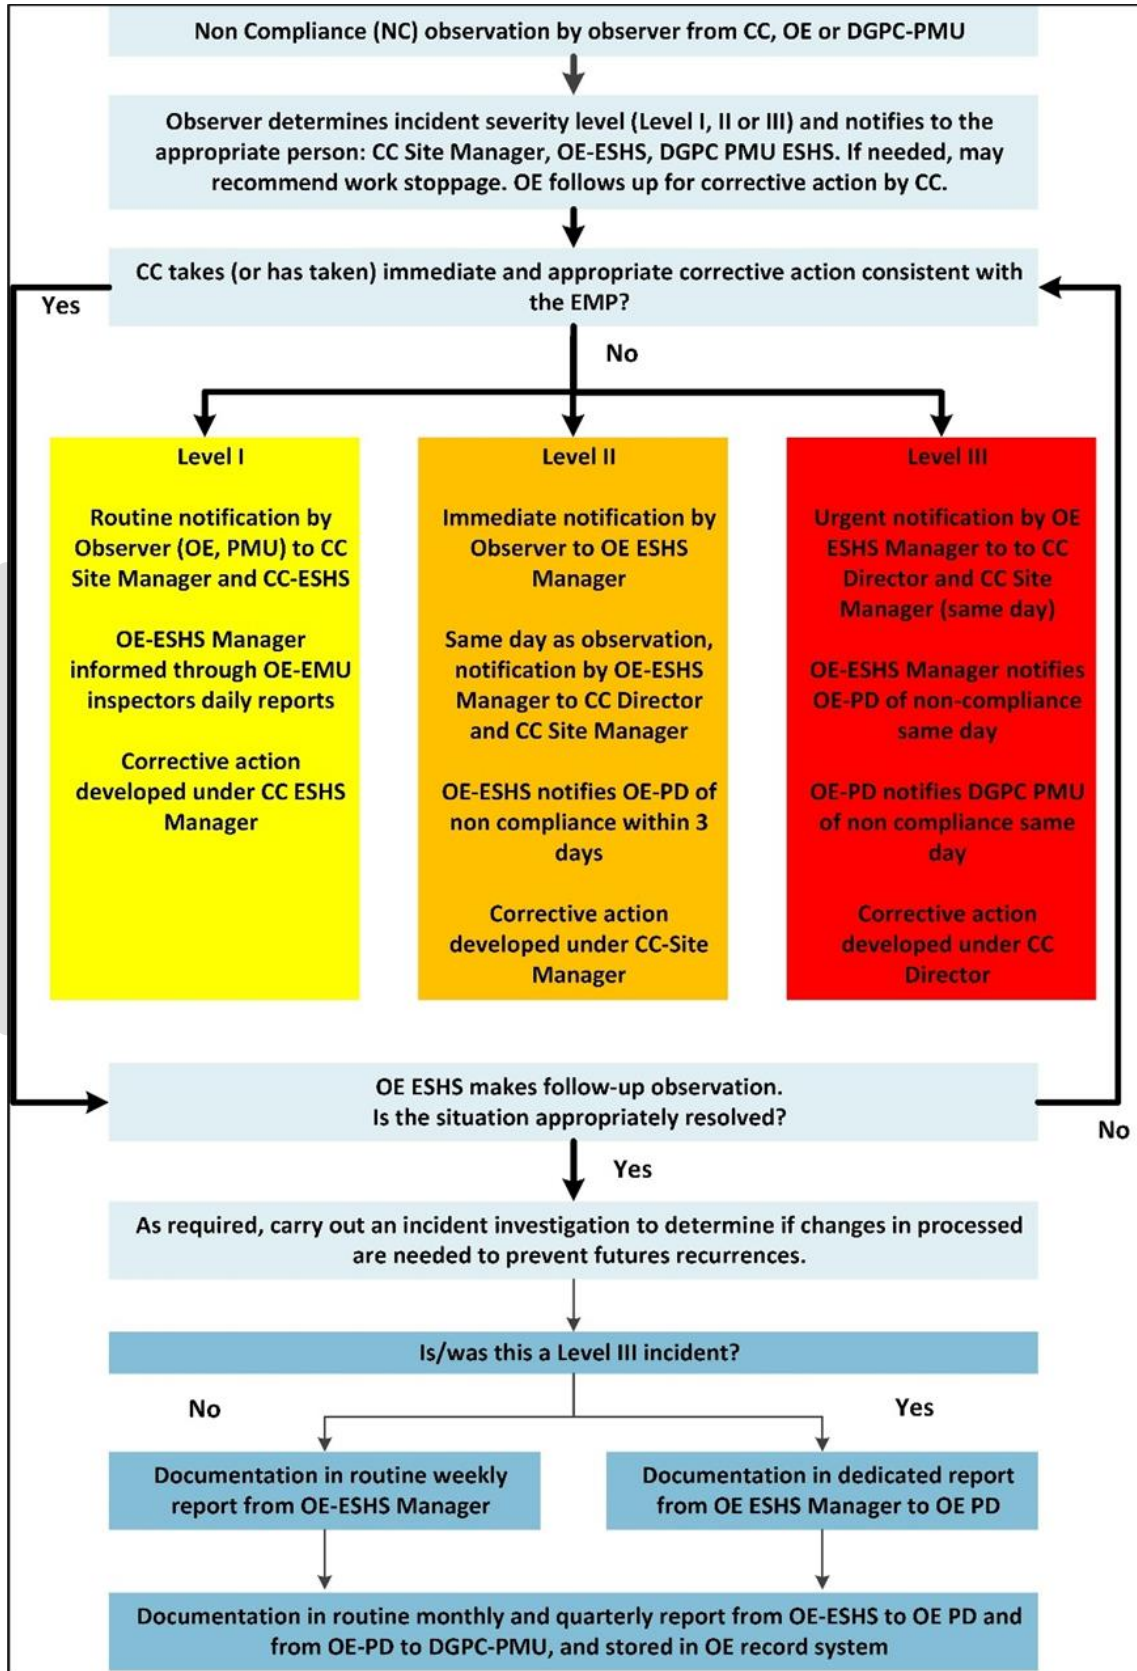 Non Compliance (NC) observation by observer from CC, OE or DGPC-PMU
Observer determines incident severity level (Level I, II or III) and notifies to the
appropriate person: CC Site Manager, OE-ESHS, DGPC PMU ESHS. If needed, may
recommend work stoppage. OE follows up for corrective action by CC.
CC takes (or has taken) immediate and appropriate corrective action consistent with
the EMP?
Yes
No
Level I
Routine notification by
Observer (OE, PMU) to CC
Site Manager and CC-ESHS
OE-ESHS Manager
informed through OE-EMU
inspectors daily reports
Corrective action
developed under CC ESHS
Manager
Level II
Immediate notification by
Observer to OE ESHS
Manager
Same day as observation,
notification by OE-ESHS
Manager to CC Director
and CC Site Manager
OE-ESHS notifies OE-PD of
non compliance within 3
days
Corrective action
developed under CC-Site
Manager
Level III
Urgent notification by OE
ESHS Manager to to CC
Director and CC Site
Manager (same day)
OE-ESHS Manager notifies
OE-PD of non-compliance
same day
OE-PD notifies DGPC PMU
of non compliance same
day
Corrective action
developed under CC
Director
OE ESHS makes follow-up observation.
Is the situation appropriately resolved?
No
Yes
As required, carry out an incident investigation to determine if changes in processed
are needed to prevent futures recurrences.
Is/was this a Level III incident?
No
Yes
Documentation in routine weekly
report from OE-ESHS Manager
Documentation in dedicated report
from OE ESHS Manager to OE PD
Documentation in routine monthly and quarterly report from OE-ESHS to OE PD and
from OE-PD to DGPC-PMU, and stored in OE record system